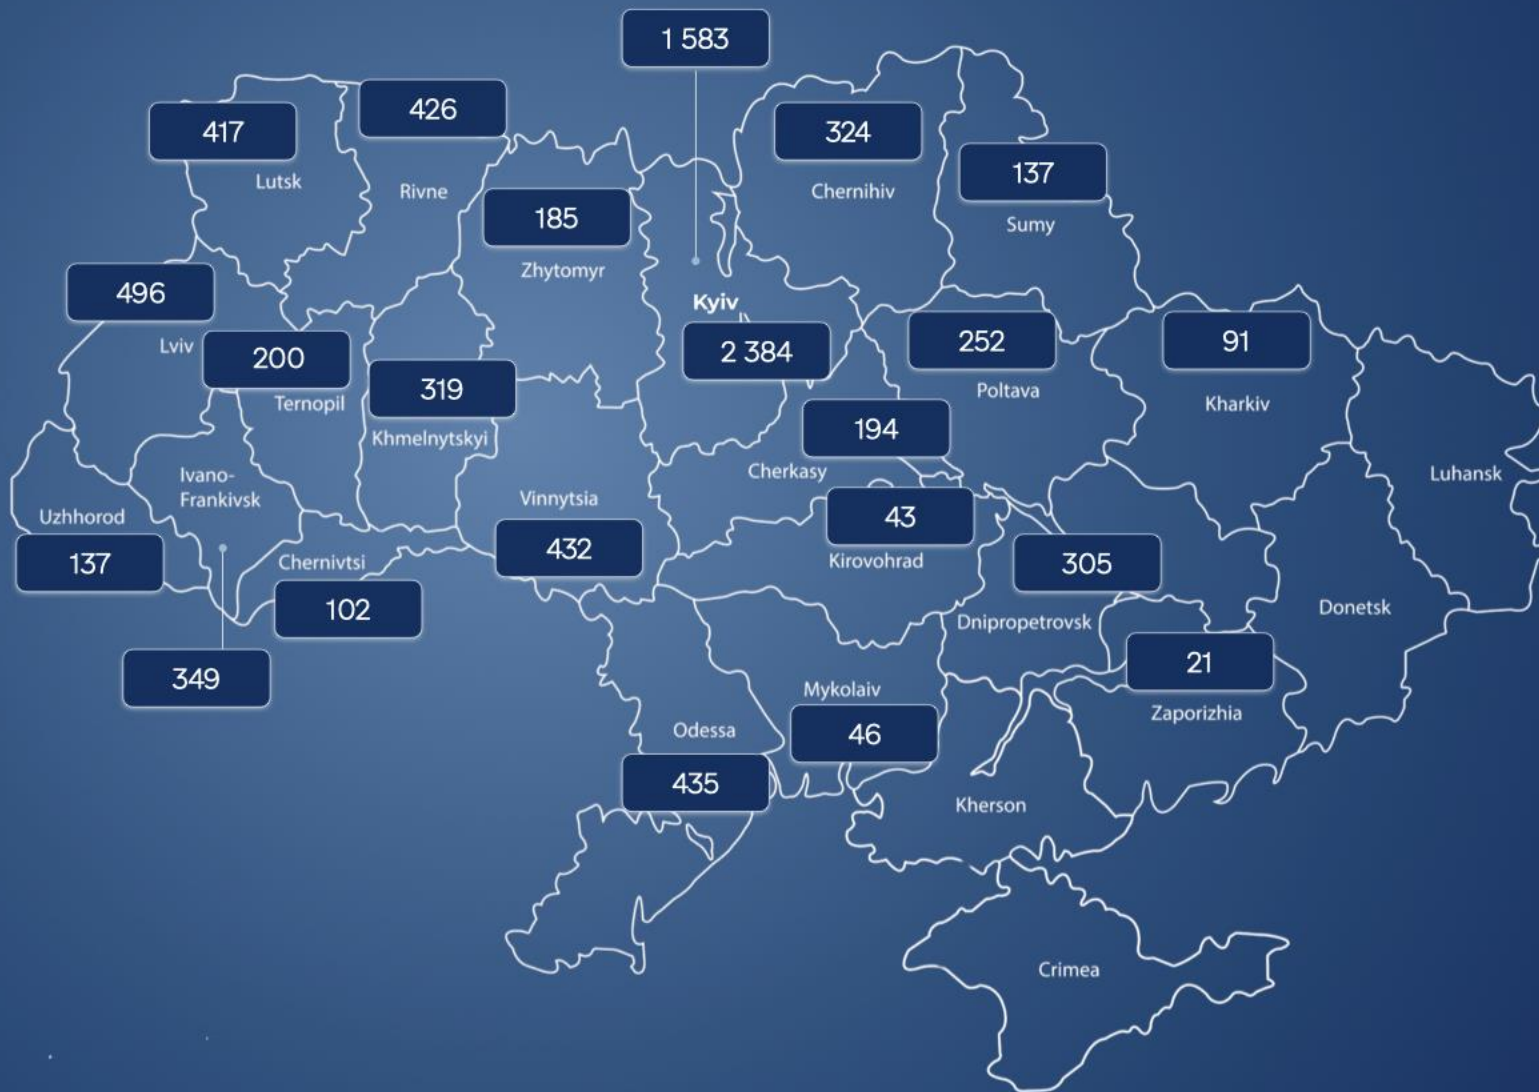 1 583
426
417
324
137
Lutsk
Rivne
Chernihiv
185
Sumy
Zhytomyr
496
Kyiv
Lviv
200
2 384
252
91
319
Ternopil
Poltava
Kharkiv
Khmelnytskyi
194
Ivano-
Frankivsk
Cherkasy
Luhansk
Vinnytsia
Uzhhorod
43
137
Chernivtsi
432
Kirovohrad
305
102
Dnipropetrovsk
Donetsk
349
21
Mykolaiv
Zaporizhia
Odessa
46
435
Kherson
Crimea